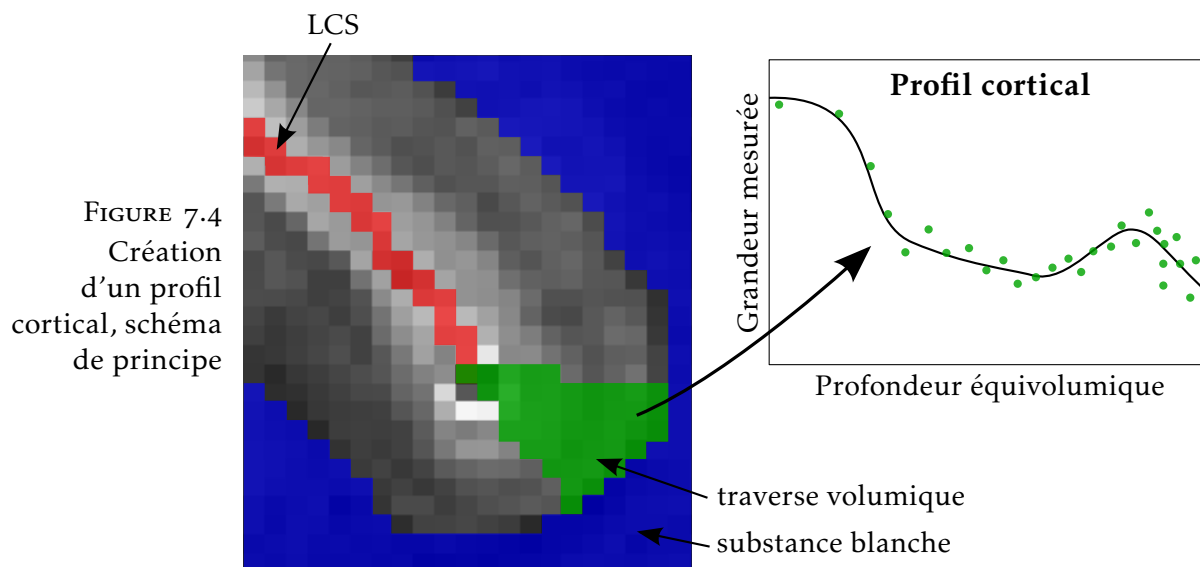 LCS
FIGURE 7.4
Création
d'un profil
cortical, schéma
de principe
Profil cortical
Grandeur mesurée
Profondeur équivolumique
traverse volumique
substance blanche